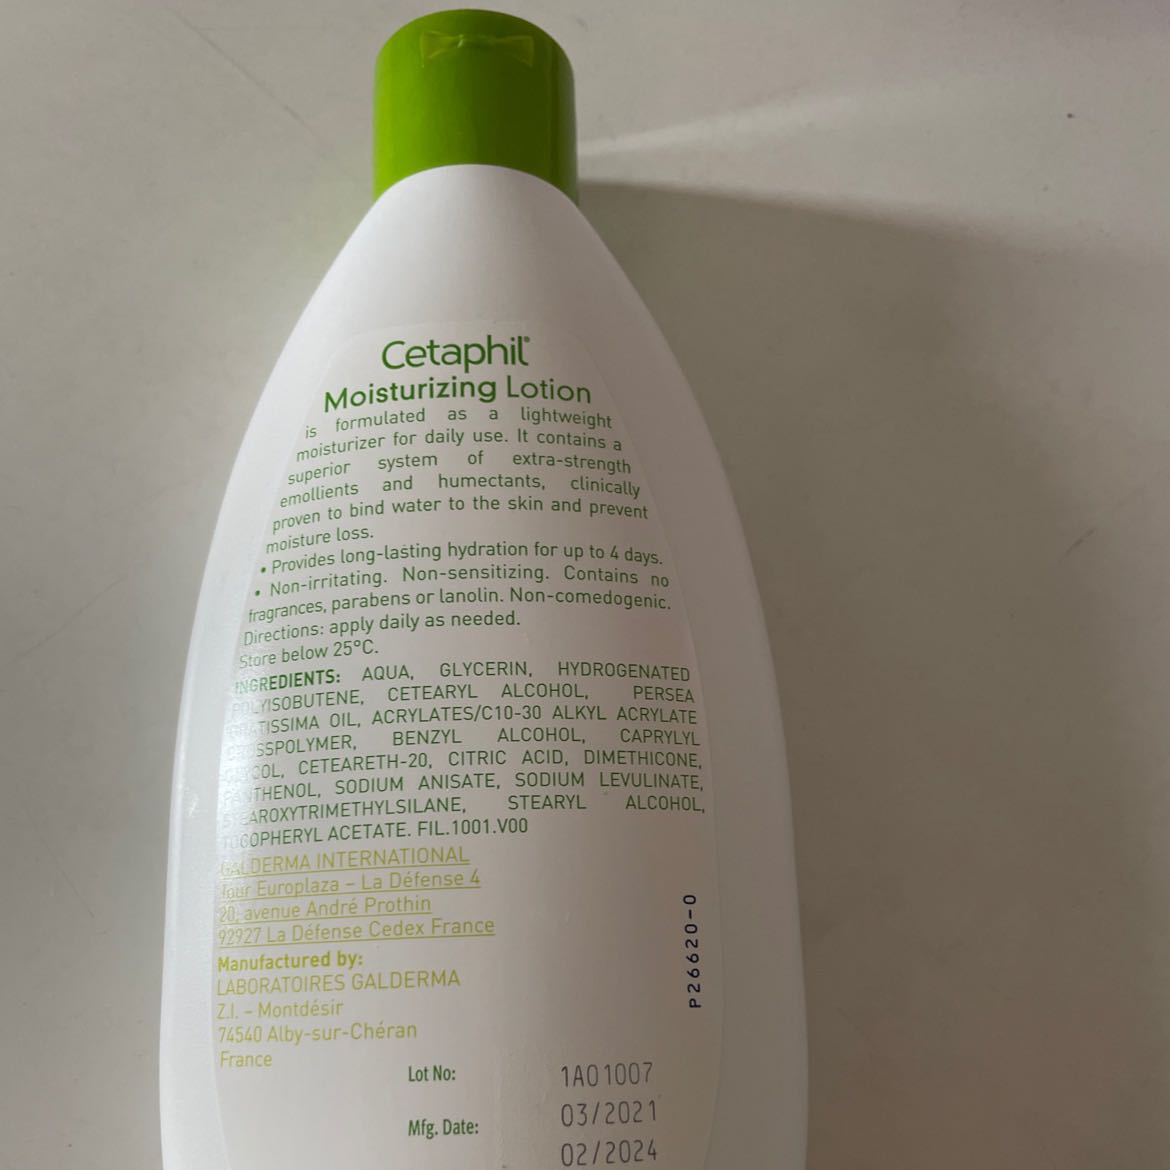 Cetaphil®
Moisturizing Lotion
is formulated as a lightweight
moisturizer for daily use. It contains a
superior system of extra-strength
emollients and humectants, clinically
proven to bind water to the skin and prevent
moisture loss.
• Provides long-lasting hydration for up to 4 days.
• Non-irritating. Non-sensitizing. Contains no
fragrances, parabens or lanolin. Non-comedogenic.
Directions: apply daily as needed.
Store below 25°C.
INGREDIENTS: AQUA, GLYCERIN, HYDROGENATED
POLYISOBUTENE, CETEARYL ALCOHOL, PERSEA
GRATISSIMA OIL, ACRYLATES/C10-30 ALKYL ACRYLATE
CROSSPOLYMER, BENZYL ALCOHOL, CAPRYLYL
GLYCOL, CETEARETH-20, CITRIC ACID, DIMETHICONE,
PANTHENOL, SODIUM ANISATE, SODIUM LEVULINATE,
STEAROXYTRIMETHYLSILANE, STEARYL ALCOHOL,
TOCOPHERYL ACETATE. FIL.1001.V00
GALDERMA INTERNATIONAL
Tour Europlaza – La Défense 4
20, avenue André Prothin
92927 La Défense Cedex France
Manufactured by:
LABORATOIRES GALDERMA
Z.I. – Montdésir
74540 Alby-sur-Chéran
France
P26620-0
Lot No: 1A01007
Mfg. Date: 03/2021
02/2024